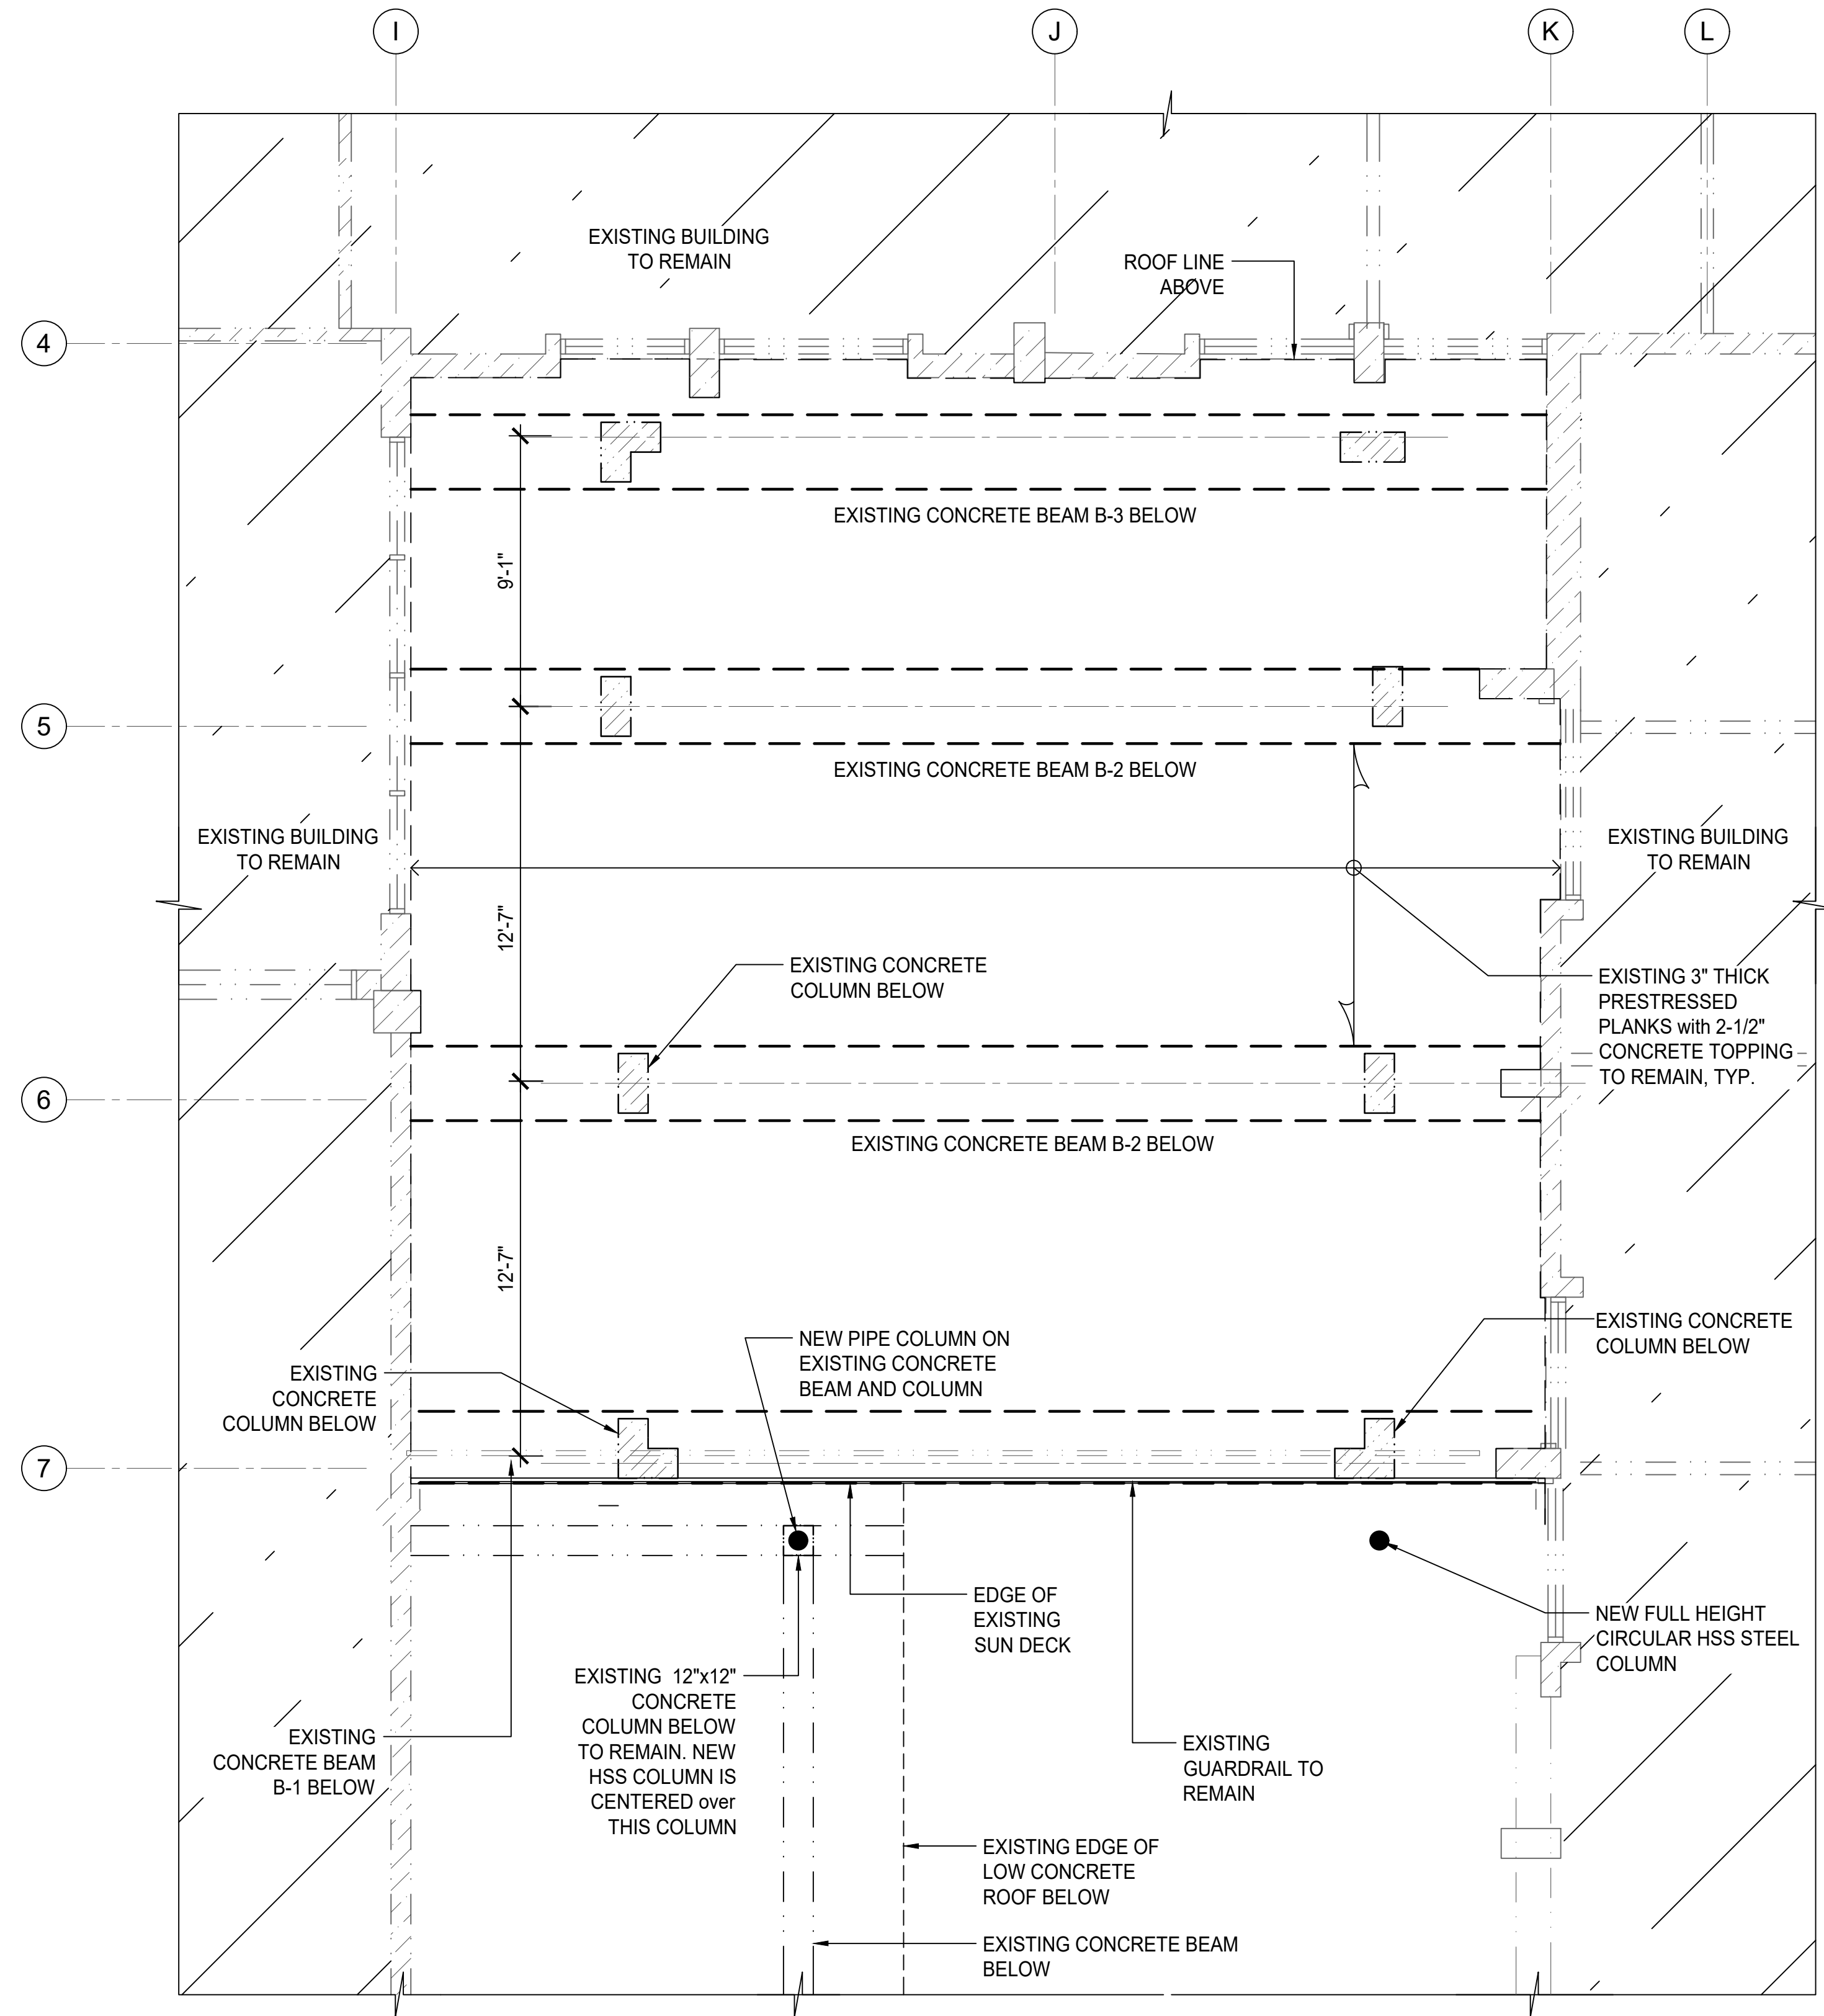 I
J
K
L
EXISTING BUILDING
TO REMAIN
ROOF LINE
ABOVE
4
EXISTING CONCRETE BEAM B-3 BELOW
9'-1"
5
EXISTING CONCRETE BEAM B-2 BELOW
EXISTING BUILDING
TO REMAIN
EXISTING BUILDING
TO REMAIN
12'-7"
EXISTING CONCRETE
COLUMN BELOW
EXISTING 3" THICK
PRESTRESSED
PLANKS with 2-1/2"
CONCRETE TOPPING
TO REMAIN, TYP.
6
EXISTING CONCRETE BEAM B-2 BELOW
12'-7"
NEW PIPE COLUMN ON
EXISTING CONCRETE
BEAM AND COLUMN
EXISTING CONCRETE
COLUMN BELOW
EXISTING
CONCRETE
COLUMN BELOW
7
EDGE OF
EXISTING
SUN DECK
NEW FULL HEIGHT
CIRCULAR HSS STEEL
COLUMN
EXISTING 12"x12"
CONCRETE
COLUMN BELOW
TO REMAIN. NEW
HSS COLUMN IS
CENTERED over
THIS COLUMN
EXISTING
CONCRETE BEAM
B-1 BELOW
EXISTING
GUARDRAIL TO
REMAIN
EXISTING EDGE OF
LOW CONCRETE
ROOF BELOW
EXISTING CONCRETE BEAM
BELOW